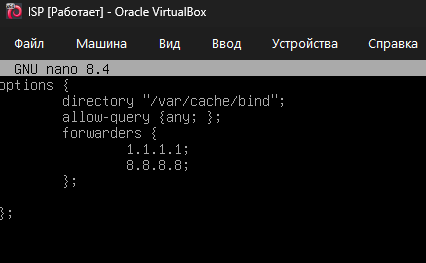 ISP [Работает] - Oracle VirtualBox
Файл Машина Вид Ввод Устройства Справка
GNU nano 8.4
options {
directory "/var/cache/bind";
allow-query {any; };
forwarders {
1.1.1.1;
8.8.8.8;
};
};